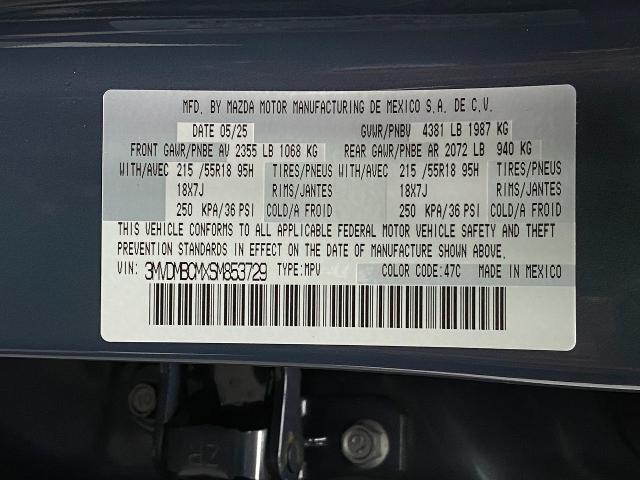 MFD. BY MAZDA MOTOR MANUFACTURING DE MEXICO S.A. DE C.V.
DATE 05/25 GVWR/PNBV 4381 LB 1987 KG
FRONT GAWR/PNBE AV 2355 LB 1068 KG REAR GAWR/PNBE AR 2072 LB 940 KG
WITH/AVEC 215 /55R18 95H TIRES/PNEUS WITH/AVEC 215 /55R18 95H TIRES/PNEUS
18X7J RIMS/JANTES 18X7J RIMS/JANTES
250 KPA/36 PSI COLD/A FROID 250 KPA/36 PSI COLD/A FROID
THIS VEHICLE CONFORMS TO ALL APPLICABLE FEDERAL MOTOR VEHICLE SAFETY AND THEFT
PREVENTION STANDARDS IN EFFECT ON THE DATE OF MANUFACTURE SHOWN ABOVE.
VIN: 3MVDMBCMXSM853729 TYPE:MPV COLOR CODE:47C MADE IN MEXICO
ZP